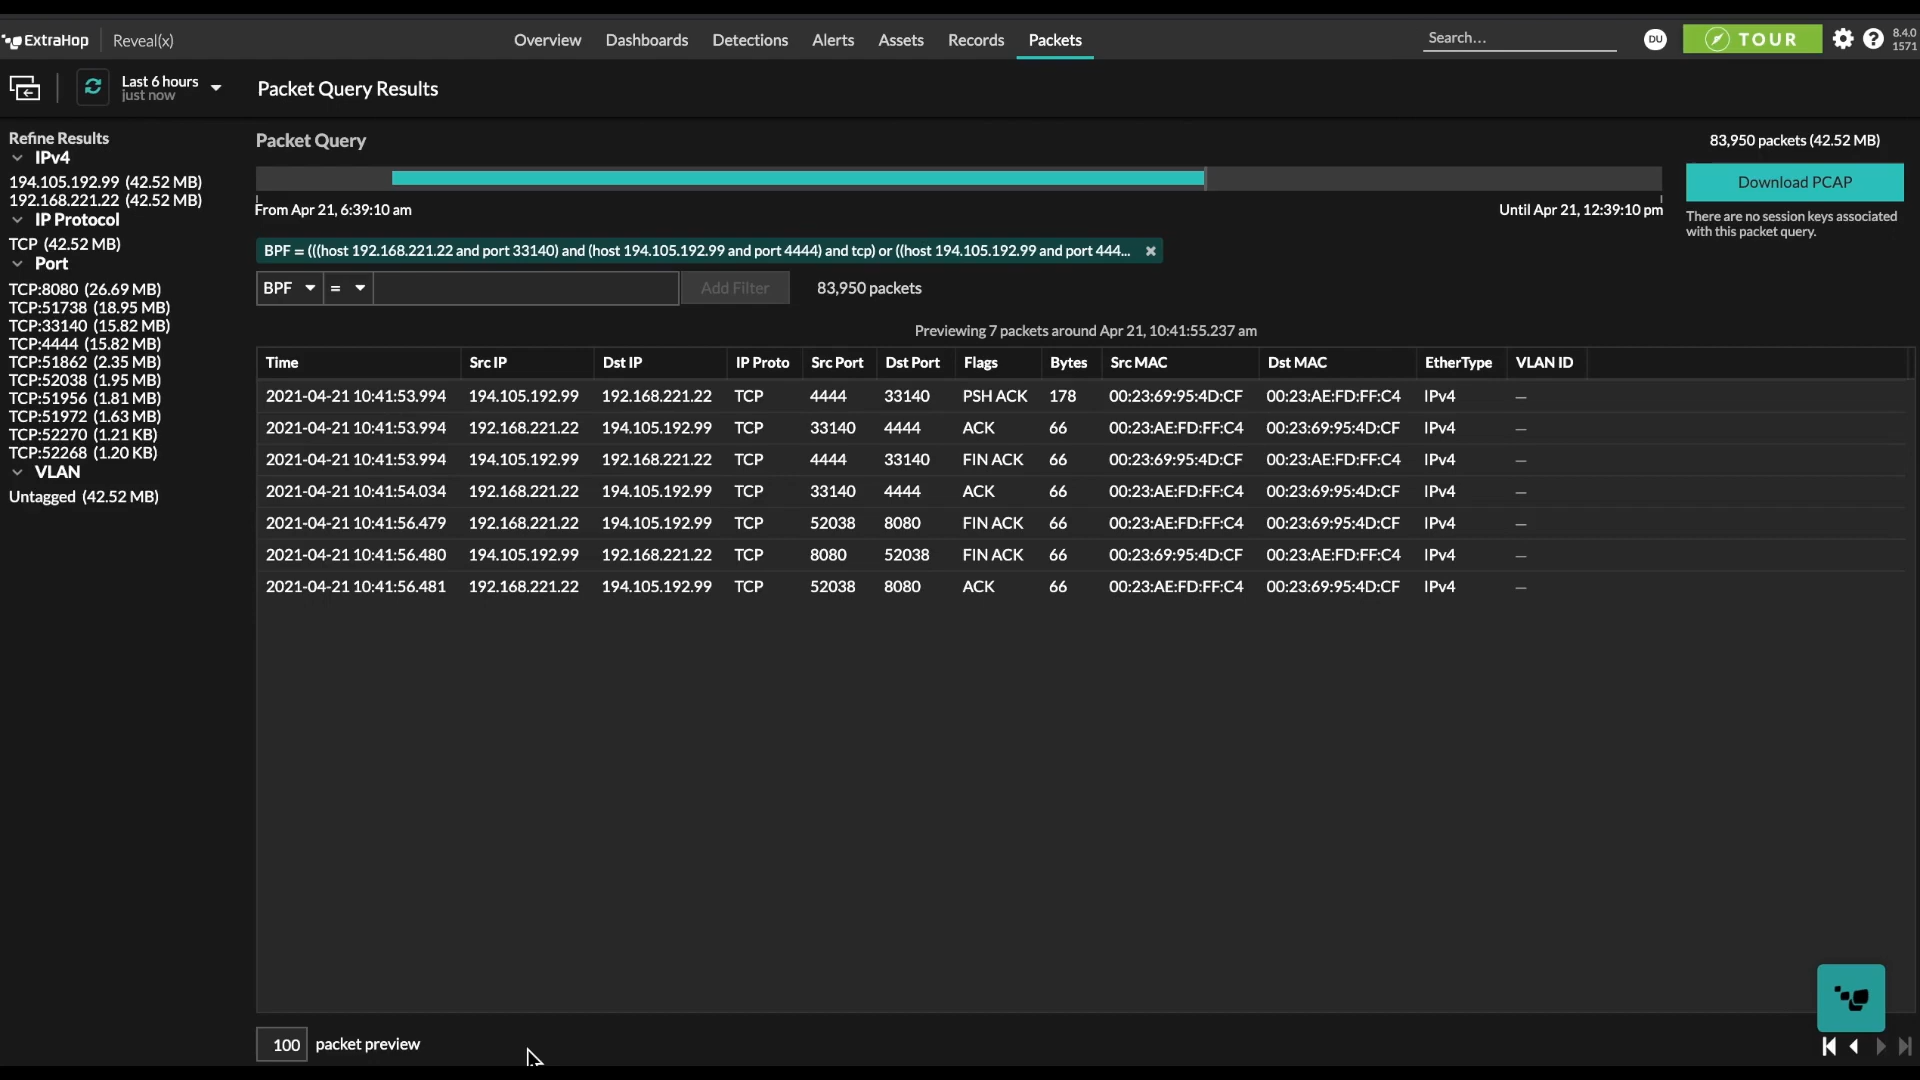 ExtraHop Reveal(x) Overview Dashboards Detections Alerts Assets Records Packets Search... DU TOUR 8.4.0
1571
Last 6 hours
just now
Packet Query Results
Refine Results
IPv4
194.105.192.99 (42.52 MB)
192.168.221.22 (42.52 MB)
IP Protocol
TCP (42.52 MB)
Port
TCP:8080 (26.69 MB)
TCP:51738 (18.95 MB)
TCP:33140 (15.82 MB)
TCP:4444 (15.82 MB)
TCP:51862 (2.35 MB)
TCP:52038 (1.95 MB)
TCP:51956 (1.81 MB)
TCP:51972 (1.63 MB)
TCP:52270 (1.21 KB)
TCP:52268 (1.20 KB)
VLAN
Untagged (42.52 MB)
Packet Query
From Apr 21, 6:39:10 am Until Apr 21, 12:39:10 pm
83,950 packets (42.52 MB)
Download PCAP
There are no session keys associated
with this packet query.
BPF = (((host 192.168.221.22 and port 33140) and (host 194.105.192.99 and port 4444) and tcp) or ((host 194.105.192.99 and port 444...
BPF = Add Filter 83,950 packets
Previewing 7 packets around Apr 21, 10:41:55.237 am
Time Src IP Dst IP IP Proto Src Port Dst Port Flags Bytes Src MAC Dst MAC EtherType VLAN ID
2021-04-21 10:41:53.994 194.105.192.99 192.168.221.22 TCP 4444 33140 PSH ACK 178 00:23:69:95:4D:CF 00:23:AE:FD:FF:C4 IPv4 —
2021-04-21 10:41:53.994 192.168.221.22 194.105.192.99 TCP 33140 4444 ACK 66 00:23:AE:FD:FF:C4 00:23:69:95:4D:CF IPv4 —
2021-04-21 10:41:53.994 194.105.192.99 192.168.221.22 TCP 4444 33140 FIN ACK 66 00:23:69:95:4D:CF 00:23:AE:FD:FF:C4 IPv4 —
2021-04-21 10:41:54.034 192.168.221.22 194.105.192.99 TCP 33140 4444 ACK 66 00:23:AE:FD:FF:C4 00:23:69:95:4D:CF IPv4 —
2021-04-21 10:41:56.479 192.168.221.22 194.105.192.99 TCP 52038 8080 FIN ACK 66 00:23:AE:FD:FF:C4 00:23:69:95:4D:CF IPv4 —
2021-04-21 10:41:56.480 194.105.192.99 192.168.221.22 TCP 8080 52038 FIN ACK 66 00:23:69:95:4D:CF 00:23:AE:FD:FF:C4 IPv4 —
2021-04-21 10:41:56.481 192.168.221.22 194.105.192.99 TCP 52038 8080 ACK 66 00:23:AE:FD:FF:C4 00:23:69:95:4D:CF IPv4 —
100 packet preview